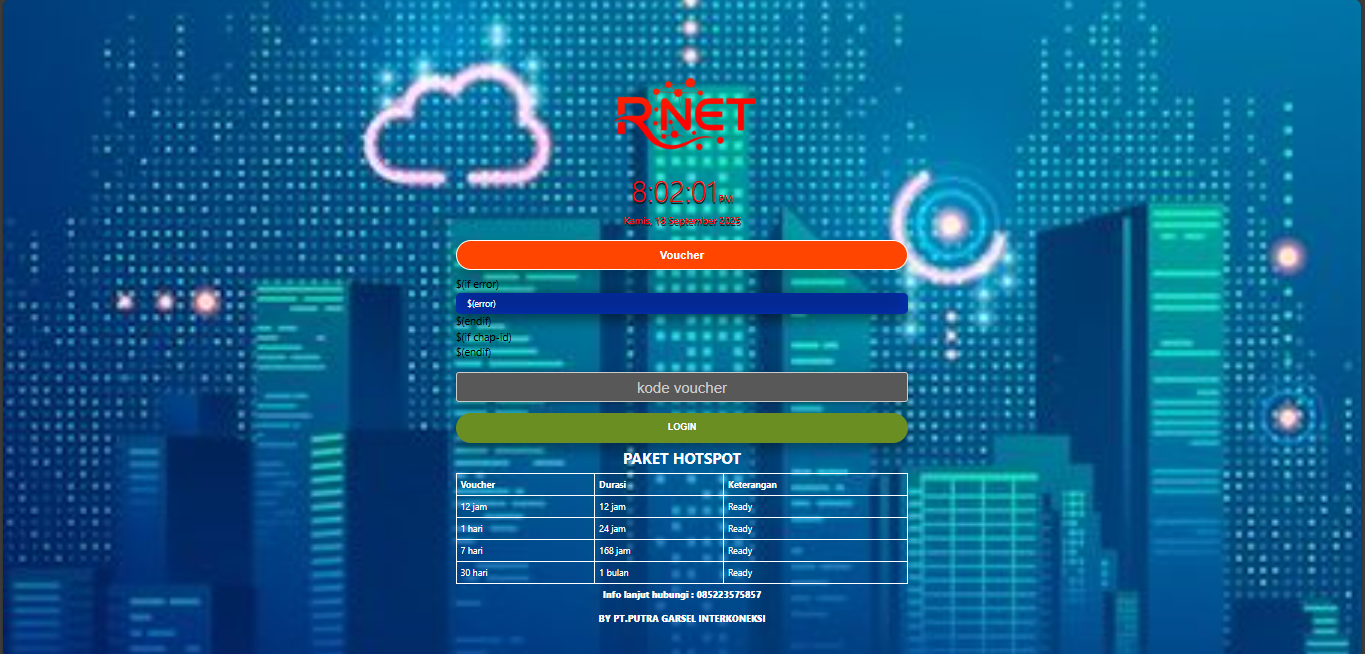 RNET
8:02:01 PM
Kamis, 18 September 2025
Voucher
$(if error)
$(error)
$(endif)
$(if chap-id)
$(endif)
kode voucher
LOGIN
PAKET HOTSPOT
Voucher Durasi Keterangan
12 jam 12 jam Ready
1 hari 24 jam Ready
7 hari 168 jam Ready
30 hari 1 bulan Ready
Info lanjut hubungi : 085223575857
BY PT.PUTRA GARSEL INTERKONEKSI